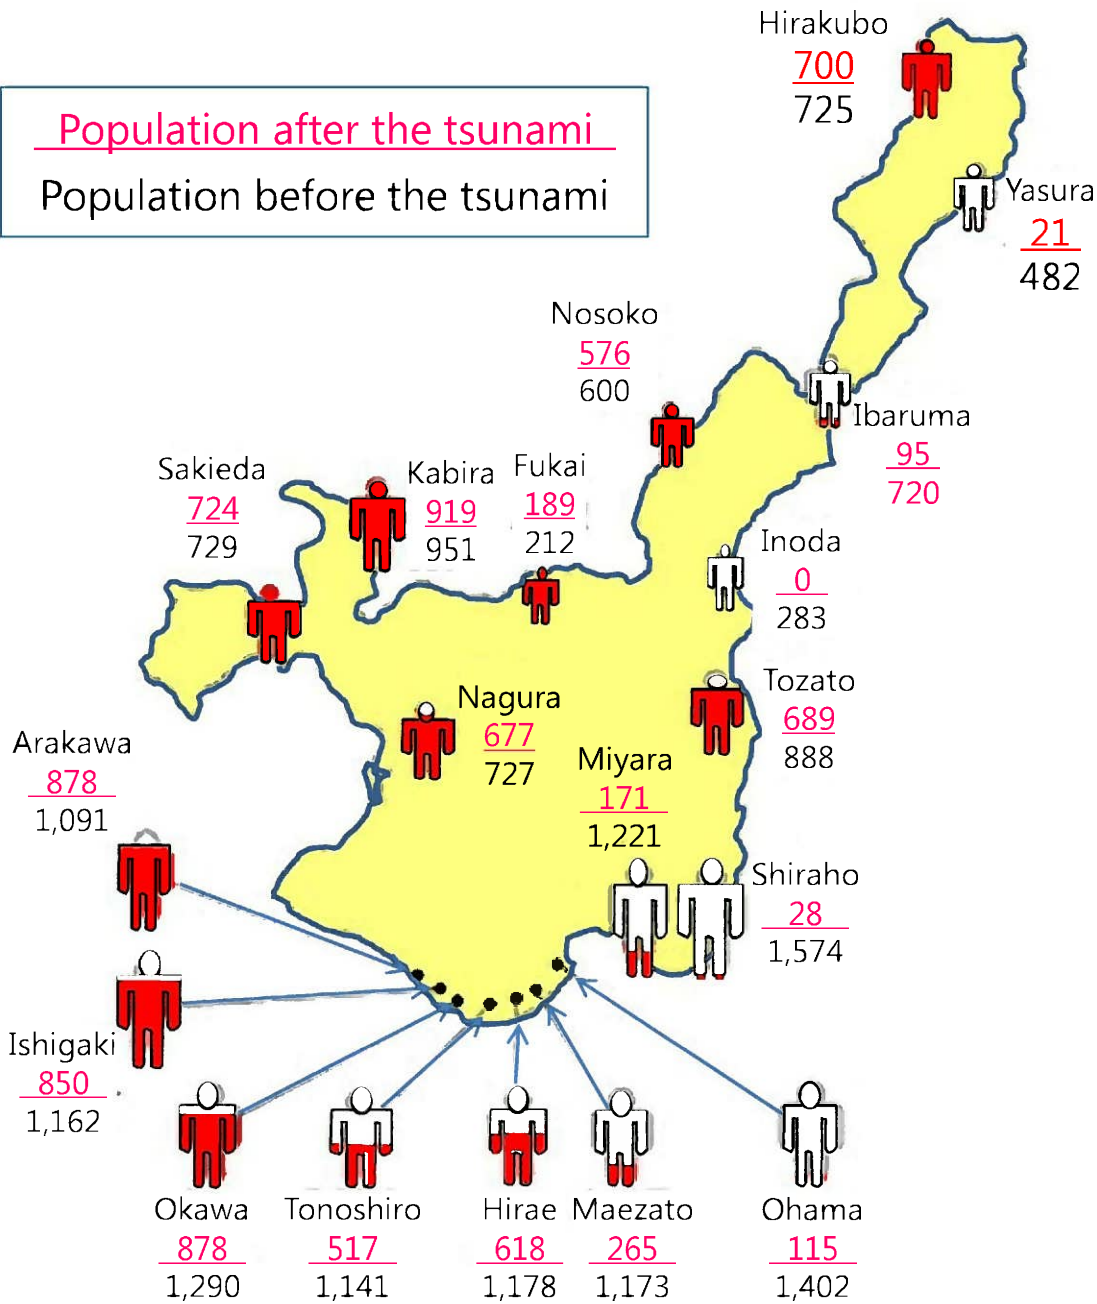 Population after the tsunami
Population before the tsunami
Hirakubo
700
725
Yasura
21
482
Nosoko
576
600
Ibaruma
95
720
Sakieda
724
729
Kabira
919
951
Fukai
189
212
Inoda
0
283
Tozato
689
888
Nagura
677
727
Miyara
171
1,221
Arakawa
878
1,091
Shiraho
28
1,574
Ishigaki
850
1,162
Okawa
878
1,290
Tonoshiro
517
1,141
Hirae
618
1,178
Maezato
265
1,173
Ohama
115
1,402